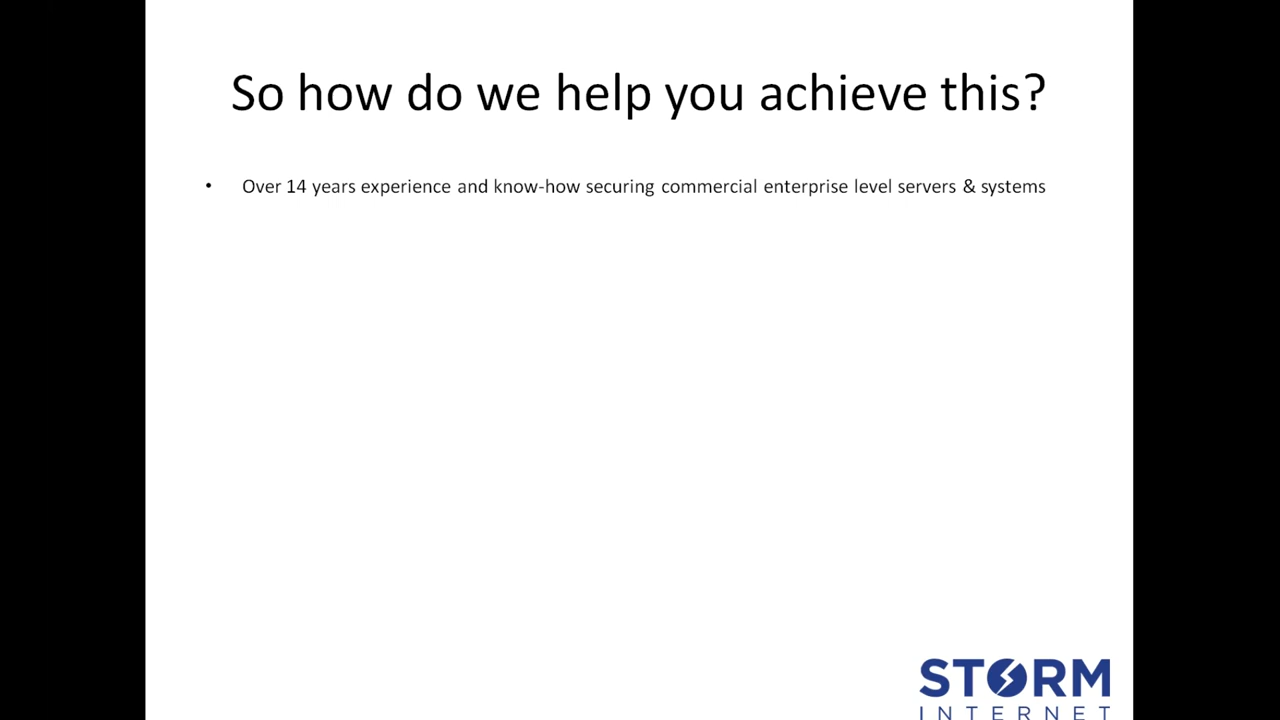 So how do we help you achieve this?
• Over 14 years experience and know-how securing commercial enterprise level servers & systems
STORM
INTERNET